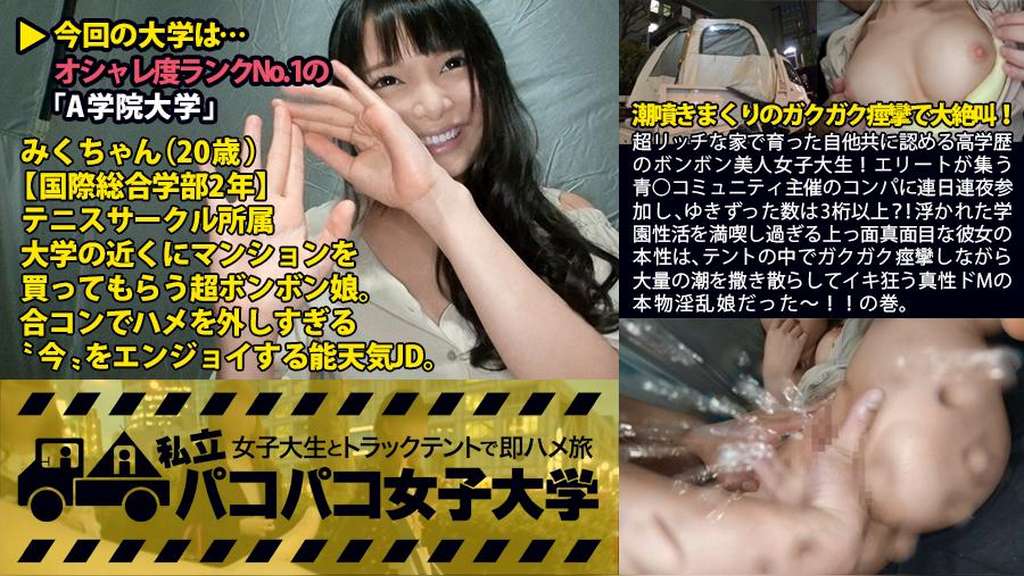 ▶今回の大学は…
オシャレ度ランクNo.1の
「A学院大学」
みくちゃん(20歳)
【国際総合学部2年】
テニスサークル所属
大学の近くにマンションを
買ってもらう超ボンボン娘。
合コンでハメを外しすぎる
〝今〟をエンジョイする能天気JD。
私立 女子大生とトラックテントで即ハメ旅
パコパコ女子大学
潮噴きまくりのガクガク痙攣で大絶叫！
超リッチな家で育った自他共に認める高学歴
のボンボン美人女子大生！エリートが集う
青〇コミュニティ主催のコンパに連日連夜参
加し、ゆきずった数は3桁以上?！浮かれた学
園性活を満喫し過ぎる上っ面真面目な彼女の
本性は、テントの中でガクガク痙攣しながら
大量の潮を撒き散らしてイキ狂う真性ドMの
本物淫乱娘だった〜！！の巻。